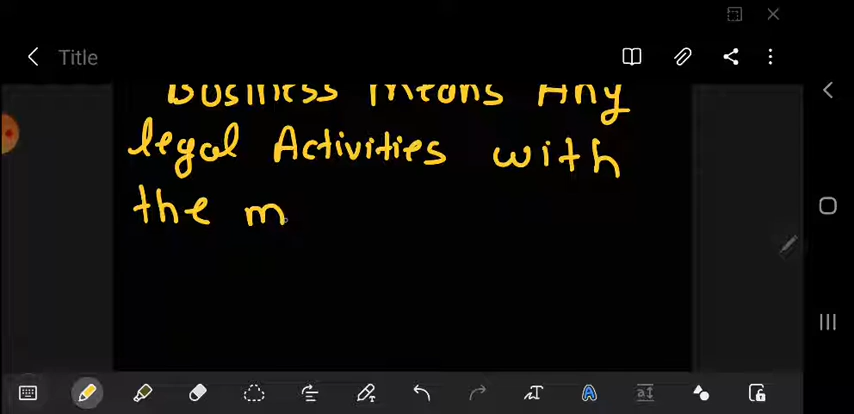 Title
Business Means Any
legal Activities with
the m